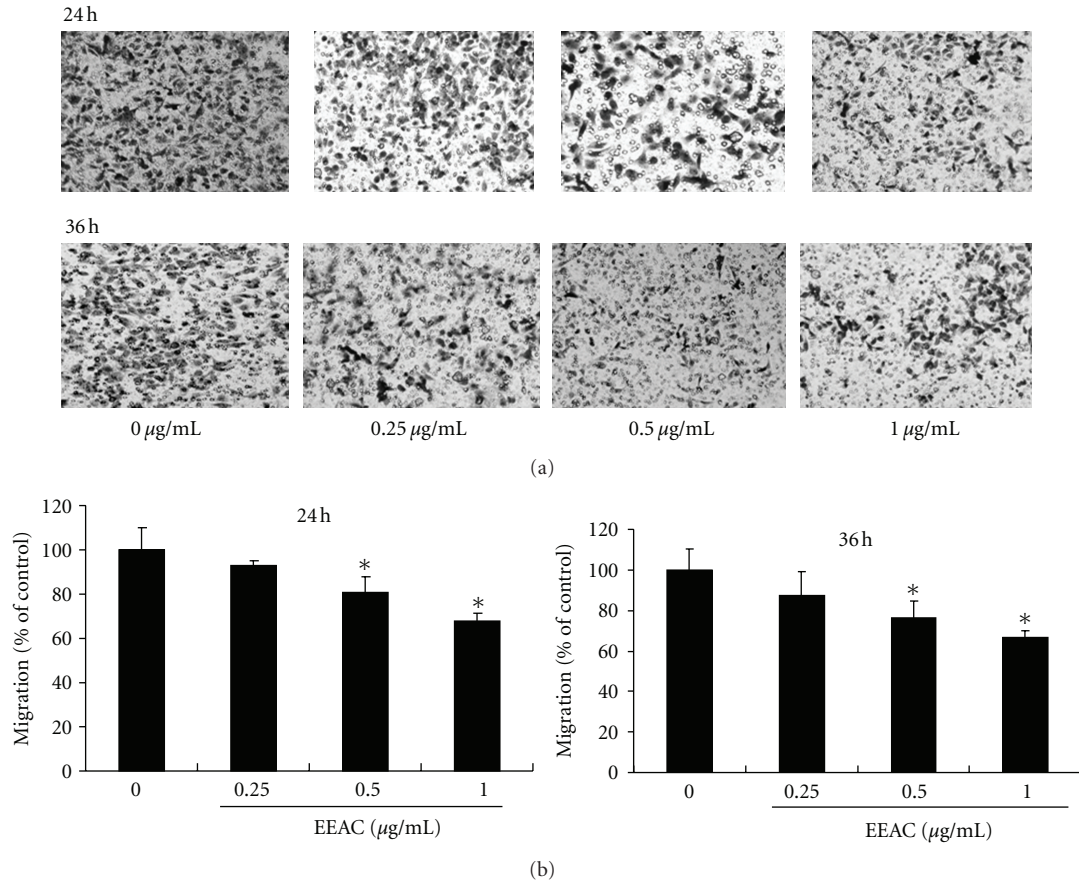 24 h
36 h
0 μg/mL 0.25 μg/mL 0.5 μg/mL 1 μg/mL
(a)
Migration (% of control)
120
100
80
60
40
20
0
24 h
*
*
0 0.25 0.5 1
EEAC (μg/mL)
Migration (% of control)
120
100
80
60
40
20
0
36 h
*
*
0 0.25 0.5 1
EEAC (μg/mL)
(b)